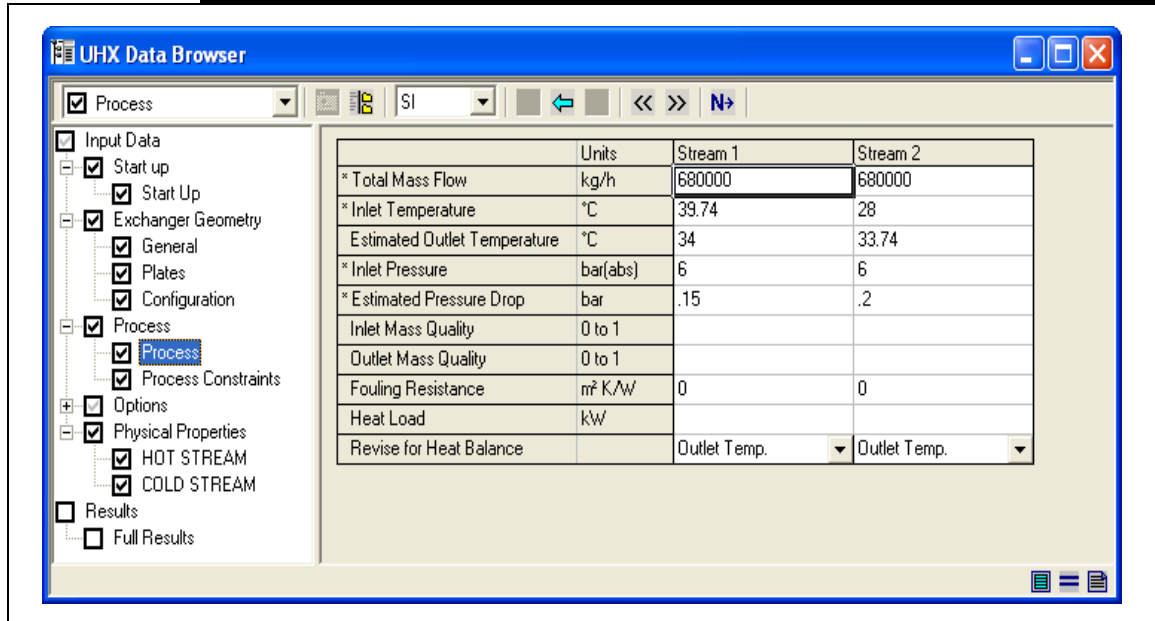 UHX Data Browser
Process SI N
Input Data
Start up
Start Up
Exchanger Geometry
General
Plates
Configuration
Process
Process
Process Constraints
Options
Physical Properties
HOT STREAM
COLD STREAM
Results
Full Results
Units Stream 1 Stream 2
* Total Mass Flow kg/h 680000 680000
* Inlet Temperature °C 39.74 28
Estimated Outlet Temperature °C 34 33.74
* Inlet Pressure bar(abs) 6 6
* Estimated Pressure Drop bar .15 .2
Inlet Mass Quality 0 to 1
Outlet Mass Quality 0 to 1
Fouling Resistance m² K/W 0 0
Heat Load kW
Revise for Heat Balance Outlet Temp. Outlet Temp.